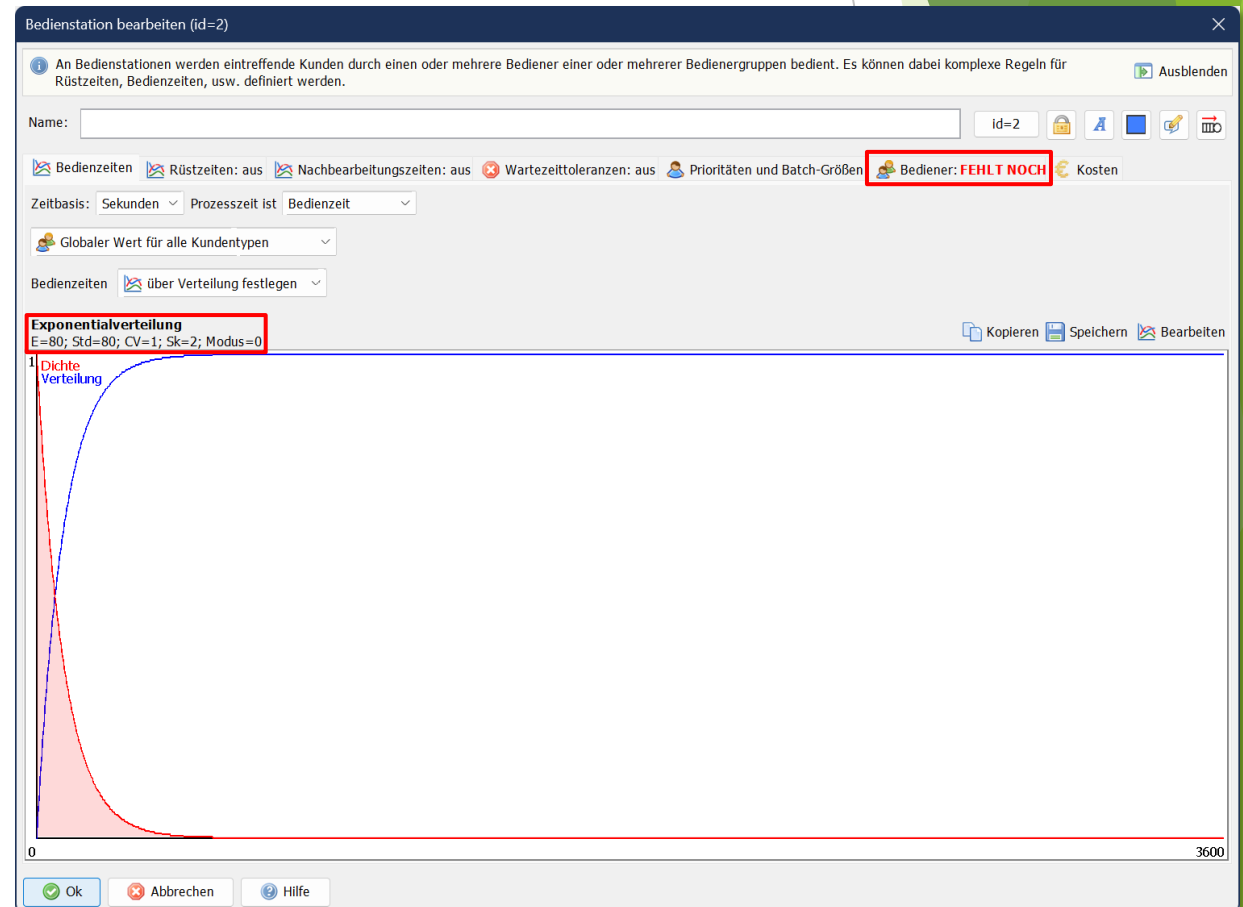 Bedienstation bearbeiten (id=2)
An Bedienstationen werden eintreffende Kunden durch einen oder mehrere Bediener einer oder mehrerer Bedienergruppen bedient. Es können dabei komplexe Regeln für
Rüstzeiten, Bedienzeiten, usw. definiert werden.
Ausblenden
Name:
id=2
Bedienzeiten Rüstzeiten: aus Nachbearbeitungszeiten: aus Wartezeittoleranzen: aus Prioritäten und Batch-Größen Bediener: FEHLT NOCH Kosten
Zeitbasis: Sekunden Prozesszeit ist Bedienzeit
Globaler Wert für alle Kundentypen
Bedienzeiten über Verteilung festlegen
Exponentialverteilung
E=80; Std=80; CV=1; Sk=2; Modus=0
Kopieren Speichern Bearbeiten
1
Dichte
Verteilung
0 3600
Ok Abbrechen Hilfe